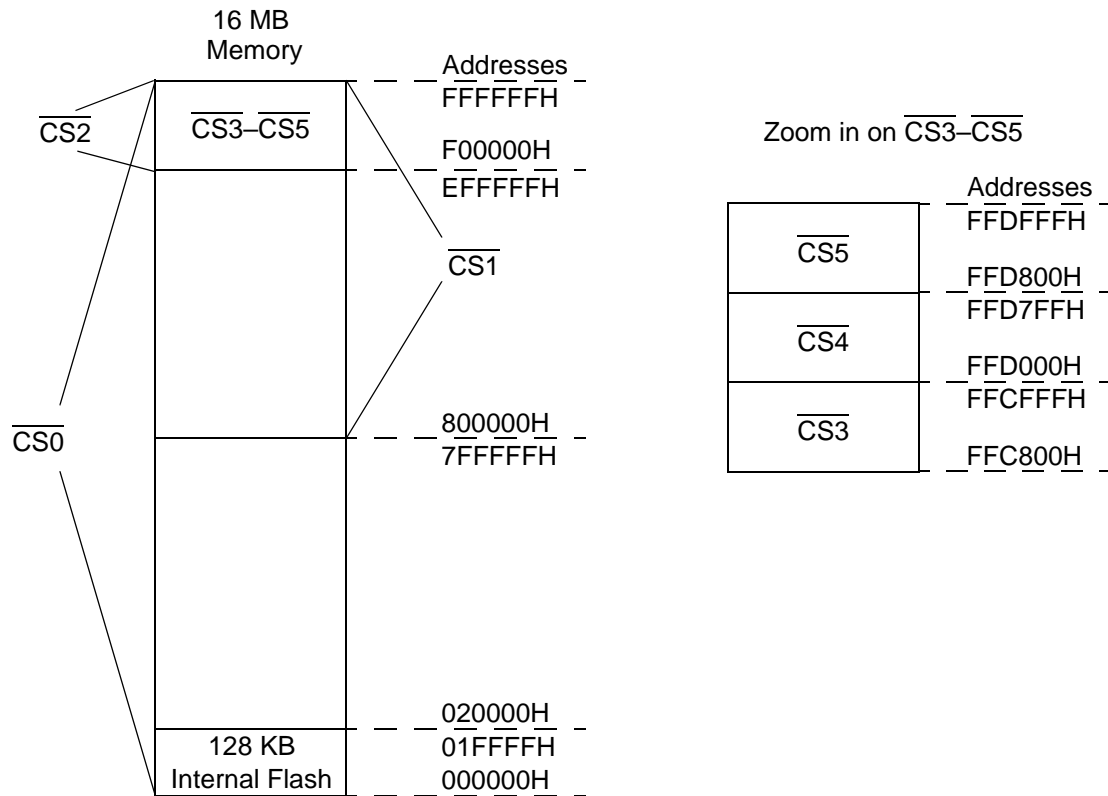 16 MB
Memory
Addresses
FFFFFFH
CS2
CS3–CS5
F00000H
EFFFFFH
CS1
CS0
800000H
7FFFFFH
020000H
128 KB
01FFFFH
Internal Flash
000000H
Zoom in on CS3–CS5
Addresses
FFDFFFH
CS5
FFD800H
FFD7FFH
CS4
FFD000H
FFCFFFH
CS3
FFC800H